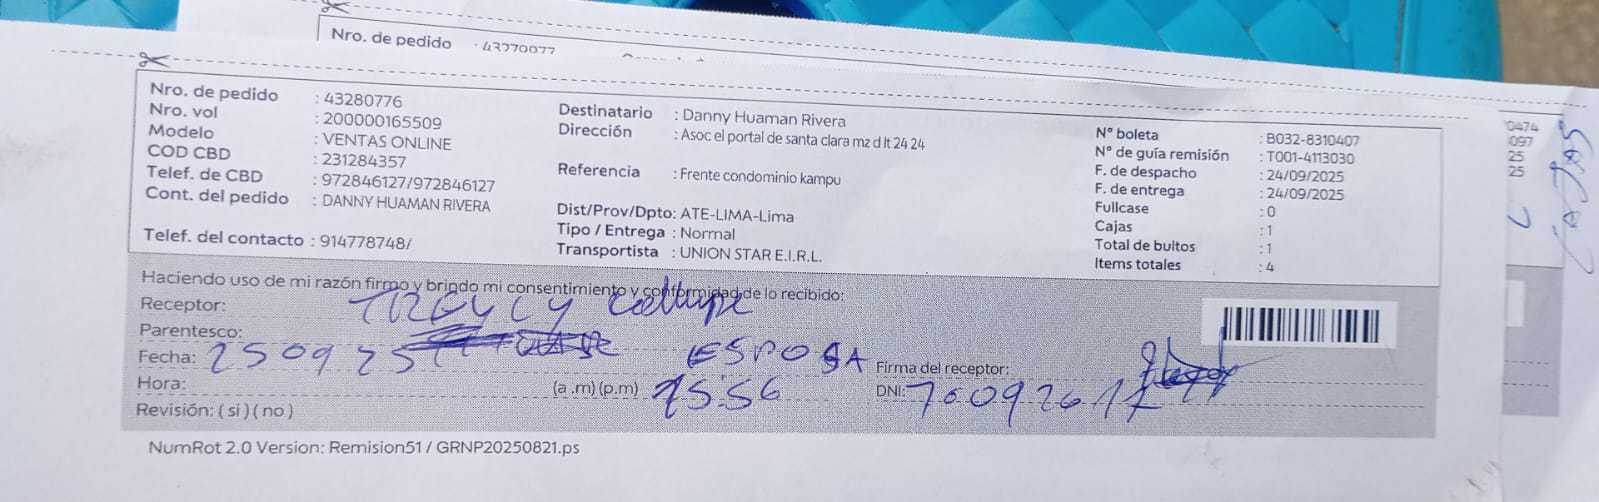 Nro. de pedido : 43270077
Nro. de pedido : 43280776
Nro. vol : 200000165509
Modelo : VENTAS ONLINE
COD CBD : 231284357
Telef. de CBD : 972846127/972846127
Cont. del pedido : DANNY HUAMAN RIVERA
Telef. del contacto : 914778748/
Destinatario : Danny Huaman Rivera
Dirección : Asoc el portal de santa clara mz d lt 24 24
Referencia : Frente condominio kampu
Dist/Prov/Dpto: ATE-LIMA-Lima
Tipo / Entrega : Normal
Transportista : UNION STAR E.I.R.L.
N° boleta : B032-8310407
N° de guía remisión : T001-4113030
F. de despacho : 24/09/2025
F. de entrega : 24/09/2025
Fullcase : 0
Cajas : 1
Total de bultos : 1
Items totales : 4
0474
097
25
25
Haciendo uso de mi razón firmo y brindo mi consentimiento y conformidad de lo recibido:
Receptor:
Parentesco: ESPOSA
Fecha: 250925
Firma del receptor:
Hora: (a .m) (p.m) 15:56
DNI: 70092617
Revisión: ( si ) ( no )
NumRot 2.0 Version: Remision51 / GRNP20250821.ps